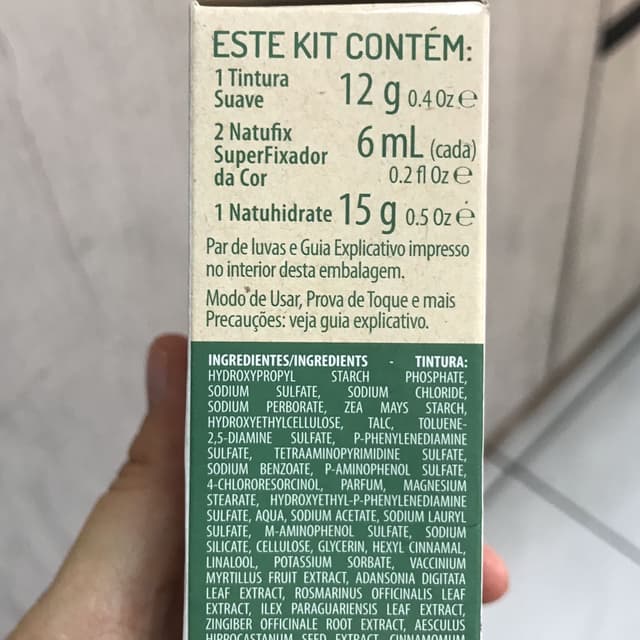 ESTE KIT CONTÉM:
1 Tintura Suave 12 g 0.4 Oz ℮
2 Natufix SuperFixador da Cor 6 mL (cada) 0.2 fl Oz ℮
1 Natuhidrate 15 g 0.5 Oz ℮
Par de luvas e Guia Explicativo impresso
no interior desta embalagem.
Modo de Usar, Prova de Toque e mais
Precauções: veja guia explicativo.
INGREDIENTES/INGREDIENTS - TINTURA:
HYDROXYPROPYL STARCH PHOSPHATE,
SODIUM SULFATE, SODIUM CHLORIDE,
SODIUM PERBORATE, ZEA MAYS STARCH,
HYDROXYETHYLCELLULOSE, TALC, TOLUENE-
2,5-DIAMINE SULFATE, P-PHENYLENEDIAMINE
SULFATE, TETRAAMINOPYRIMIDINE SULFATE,
SODIUM BENZOATE, P-AMINOPHENOL SULFATE,
4-CHLORORESORCINOL, PARFUM, MAGNESIUM
STEARATE, HYDROXYETHYL-P-PHENYLENEDIAMINE
SULFATE, AQUA, SODIUM ACETATE, SODIUM LAURYL
SULFATE, M-AMINOPHENOL SULFATE, SODIUM
SILICATE, CELLULOSE, GLYCERIN, HEXYL CINNAMAL,
LINALOOL, POTASSIUM SORBATE, VACCINIUM
MYRTILLUS FRUIT EXTRACT, ADANSONIA DIGITATA
LEAF EXTRACT, ROSMARINUS OFFICINALIS LEAF
EXTRACT, ILEX PARAGUARIENSIS LEAF EXTRACT,
ZINGIBER OFFICINALE ROOT EXTRACT, AESCULUS
HIPPOCASTANUM SEED EXTRACT, CINNAMOMUM